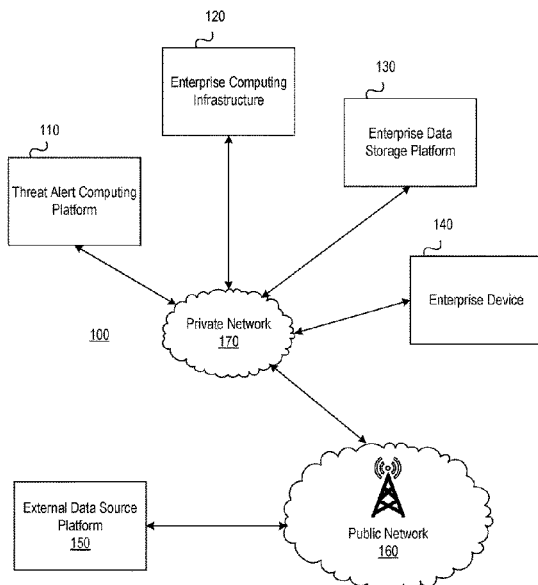 120
Enterprise Computing
Infrastructure
130
Enterprise Data
Storage Platform
110
Threat Alert Computing
Platform
140
Enterprise Device
Private Network
170
100
External Data Source
Platform
150
Public Network
160